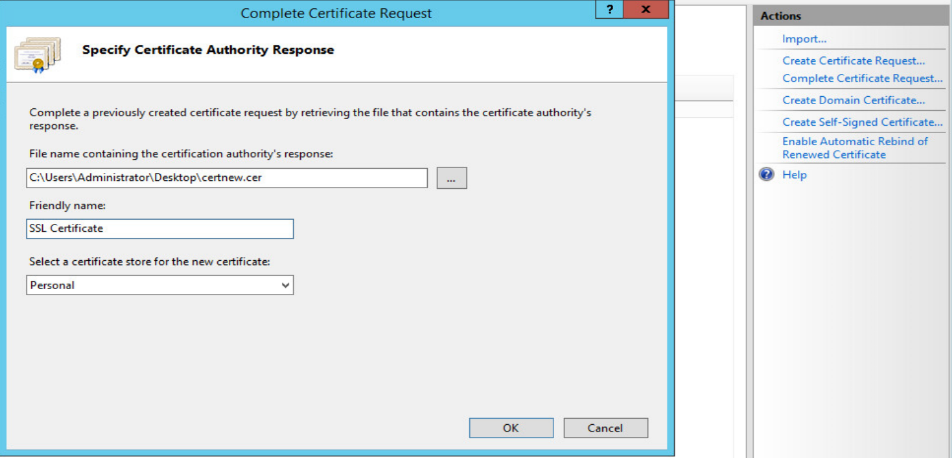 Complete Certificate Request
?
x
Specify Certificate Authority Response
Complete a previously created certificate request by retrieving the file that contains the certificate authority's
response.
File name containing the certification authority's response:
C:\Users\Administrator\Desktop\certnew.cer
...
Friendly name:
SSL Certificate
Select a certificate store for the new certificate:
Personal
OK
Cancel
Actions
Import...
Create Certificate Request...
Complete Certificate Request...
Create Domain Certificate...
Create Self-Signed Certificate...
Enable Automatic Rebind of
Renewed Certificate
?
Help